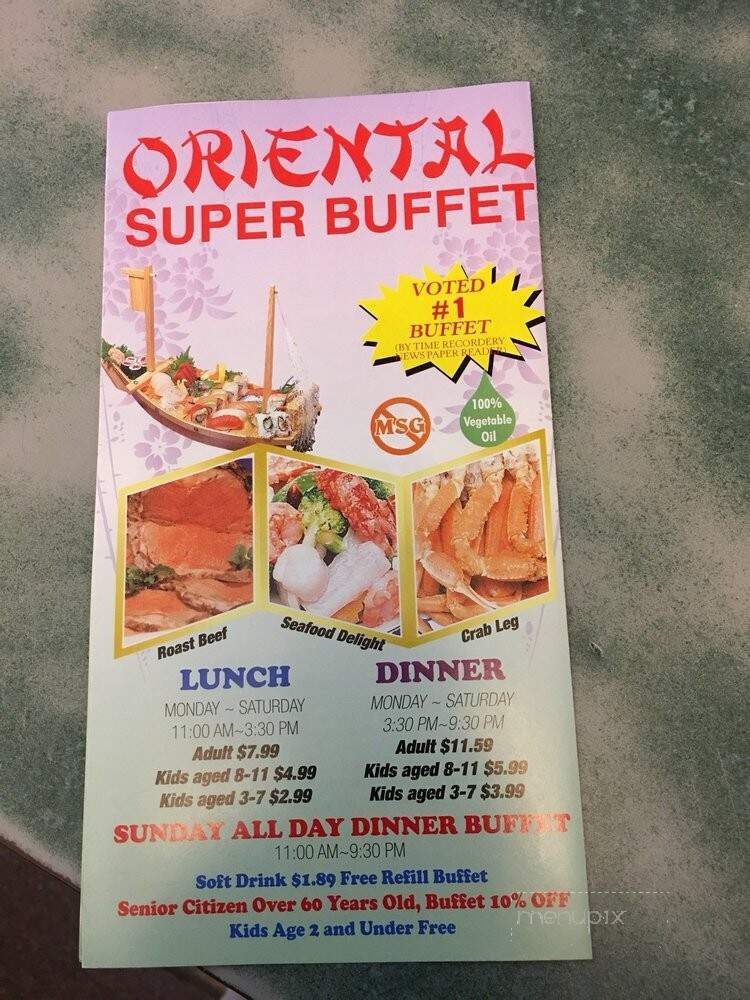 ORIENTAL
SUPER BUFFET
VOTED
#1
BUFFET
(BY TIME RECORDERY
NEWS PAPER READER)
MSG
100%
Vegetable
Oil
Roast Beef
Seafood Delight
Crab Leg
LUNCH
MONDAY ~ SATURDAY
11:00 AM~3:30 PM
Adult $7.99
Kids aged 8-11 $4.99
Kids aged 3-7 $2.99
DINNER
MONDAY ~ SATURDAY
3:30 PM~9:30 PM
Adult $11.59
Kids aged 8-11 $5.99
Kids aged 3-7 $3.99
SUNDAY ALL DAY DINNER BUFFET
11:00 AM~9:30 PM
Soft Drink $1.89 Free Refill Buffet
Senior Citizen Over 60 Years Old, Buffet 10% OFF
Kids Age 2 and Under Free
menupix